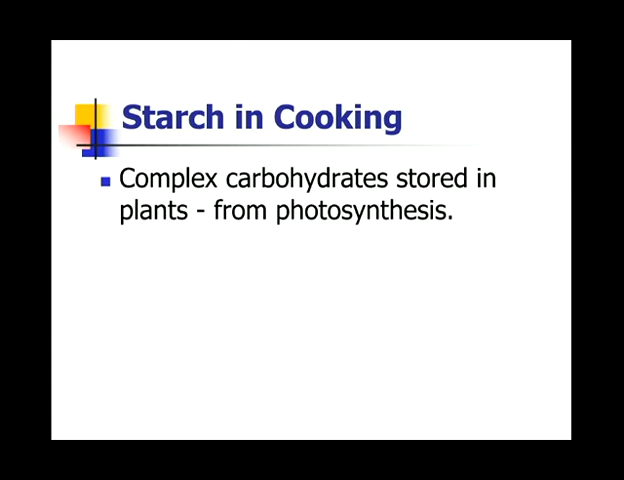 Starch in Cooking
Complex carbohydrates stored in
plants - from photosynthesis.